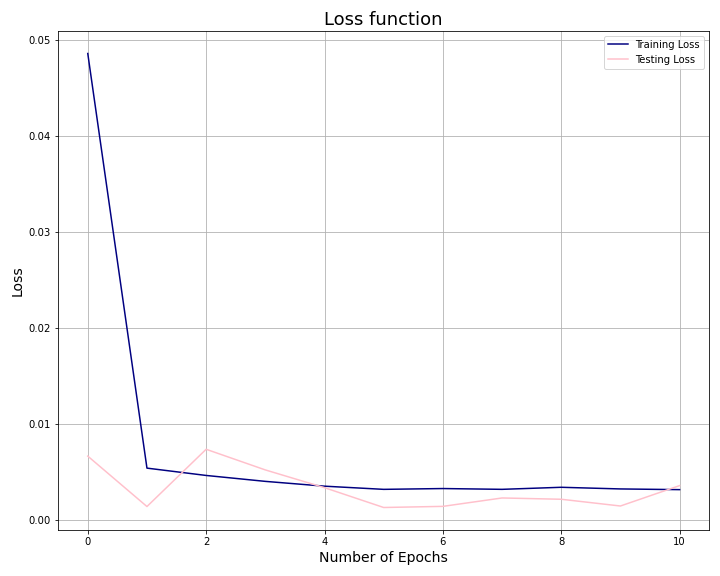 Loss function
Training Loss
Testing Loss
0.05
0.04
0.03
0.02
0.01
0.00
Loss
0 2 4 6 8 10
Number of Epochs